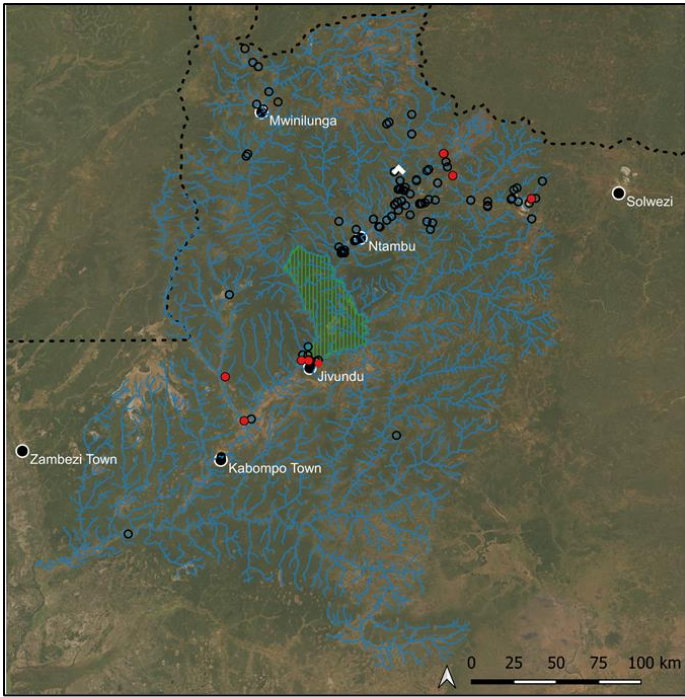 Mwinilunga
Solwezi
Ntambu
Jivundu
Zambezi Town
Kabompo Town
0 25 50 75 100 km